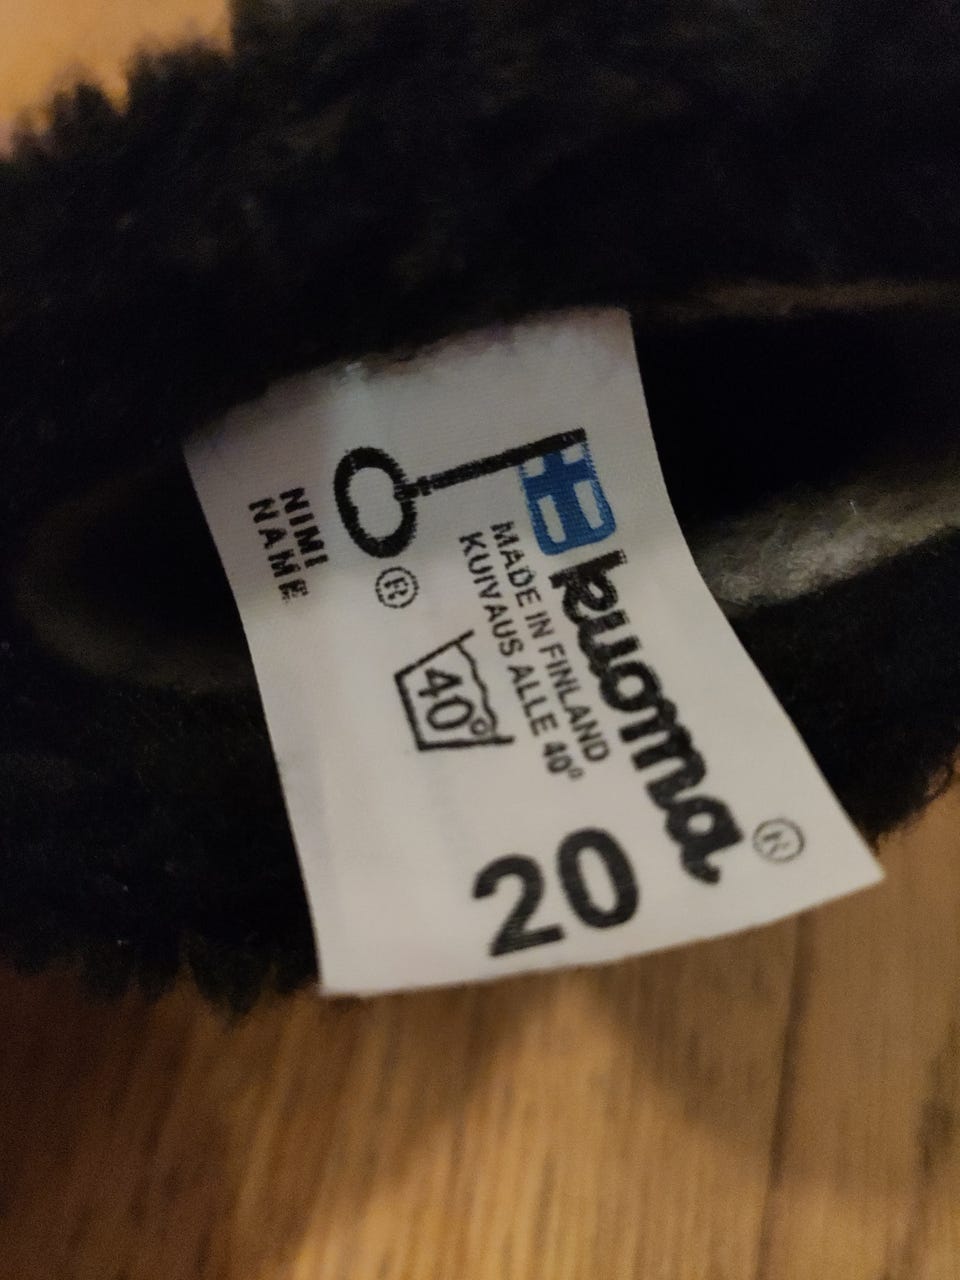 kuoma®
MADE IN FINLAND
KUIVAUS ALLE 40°
40°
20
®
NIMI
NAME